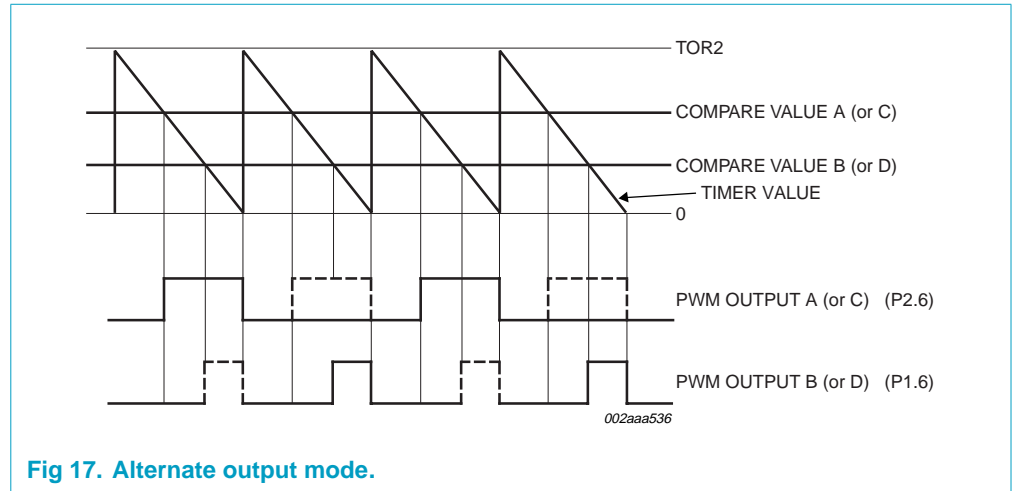 TOR2
COMPARE VALUE A (or C)
COMPARE VALUE B (or D)
TIMER VALUE
0
PWM OUTPUT A (or C) (P2.6)
PWM OUTPUT B (or D) (P1.6)
002aaa536
Fig 17. Alternate output mode.